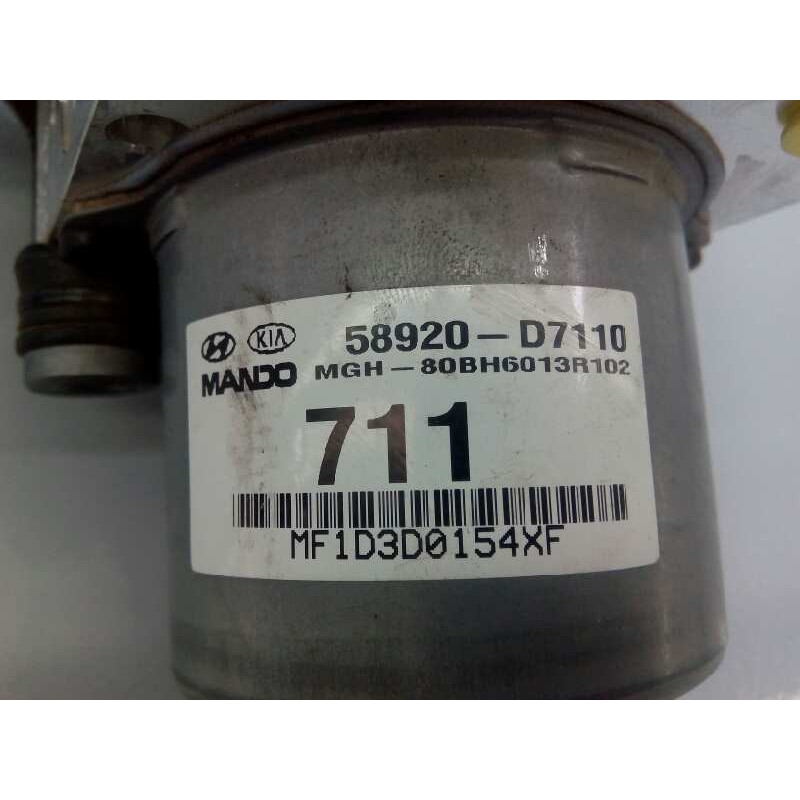 KIA 58920-D7110
MANDO MGH-80BH6013R102
711
MF1D3D0154XF